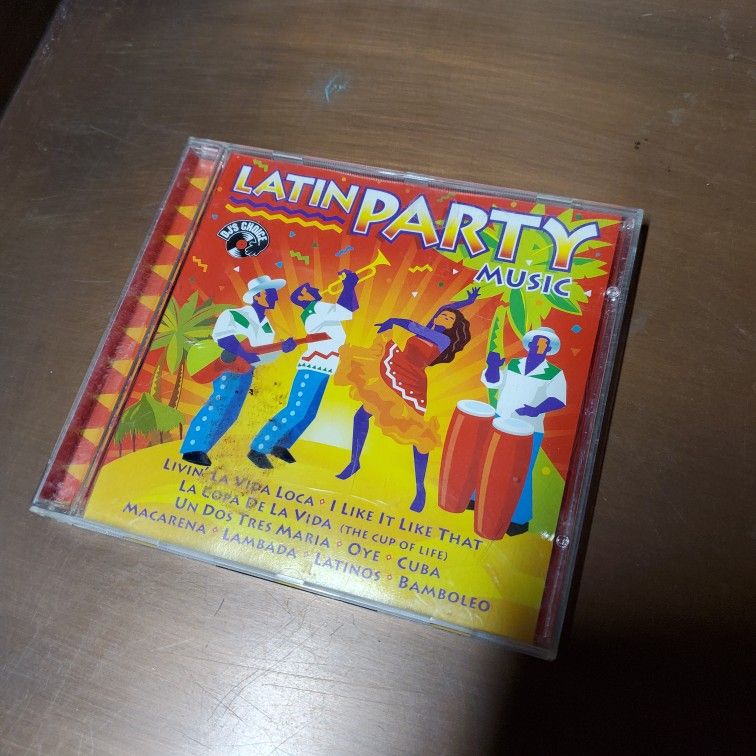 LATIN PARTY
MUSIC
DJ'S CHOICE
LIVIN' LA VIDA LOCA • I LIKE IT LIKE THAT
LA COPA DE LA VIDA (THE CUP OF LIFE)
UN DOS TRES MARIA • OYE • CUBA
MACARENA • LAMBADA • LATINOS • BAMBOLEO